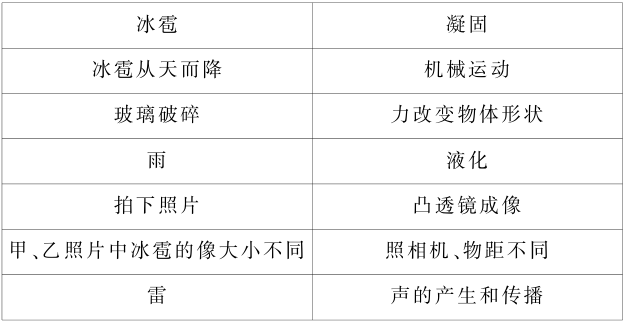 冰雹 凝固
冰雹从天而降 机械运动
玻璃破碎 力改变物体形状
雨 液化
拍下照片 凸透镜成像
甲、乙照片中冰雹的像大小不同 照相机、物距不同
雷 声的产生和传播